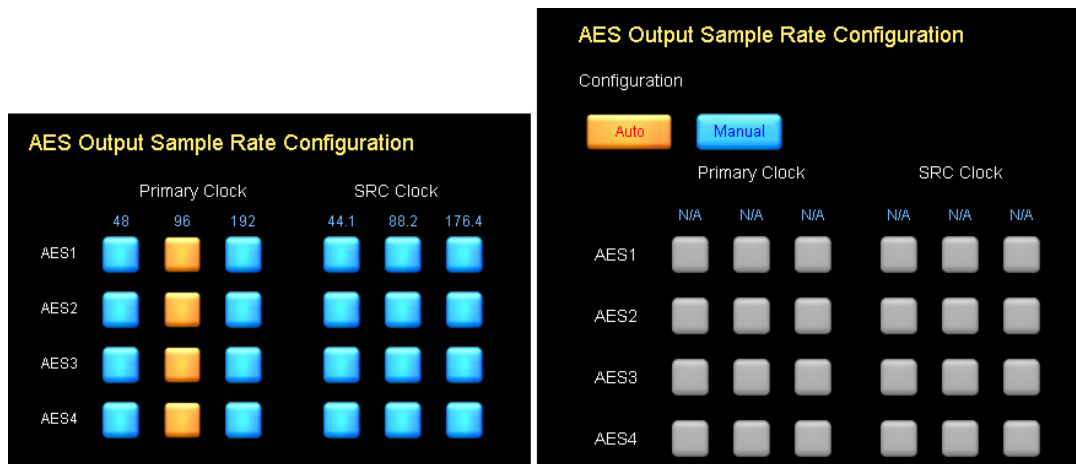 AES Output Sample Rate Configuration
Primary Clock SRC Clock
48 96 192 44.1 88.2 176.4
AES1
AES2
AES3
AES4
AES Output Sample Rate Configuration
Configuration
Auto Manual
Primary Clock SRC Clock
N/A N/A N/A N/A N/A N/A
AES1
AES2
AES3
AES4